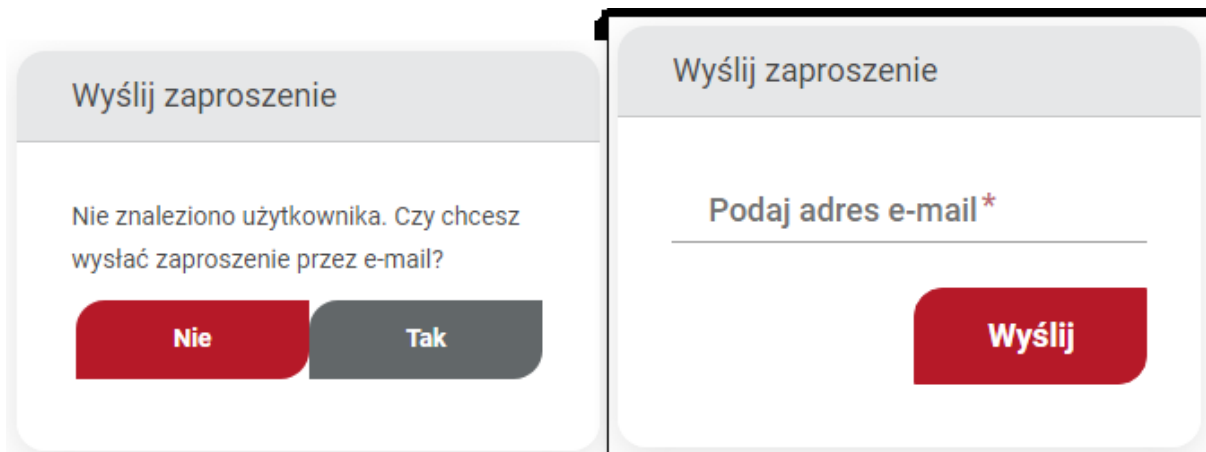 Wyślij zaproszenie
Nie znaleziono użytkownika. Czy chcesz
wysłać zaproszenie przez e-mail?
Nie Tak
Wyślij zaproszenie
Podaj adres e-mail*
Wyślij